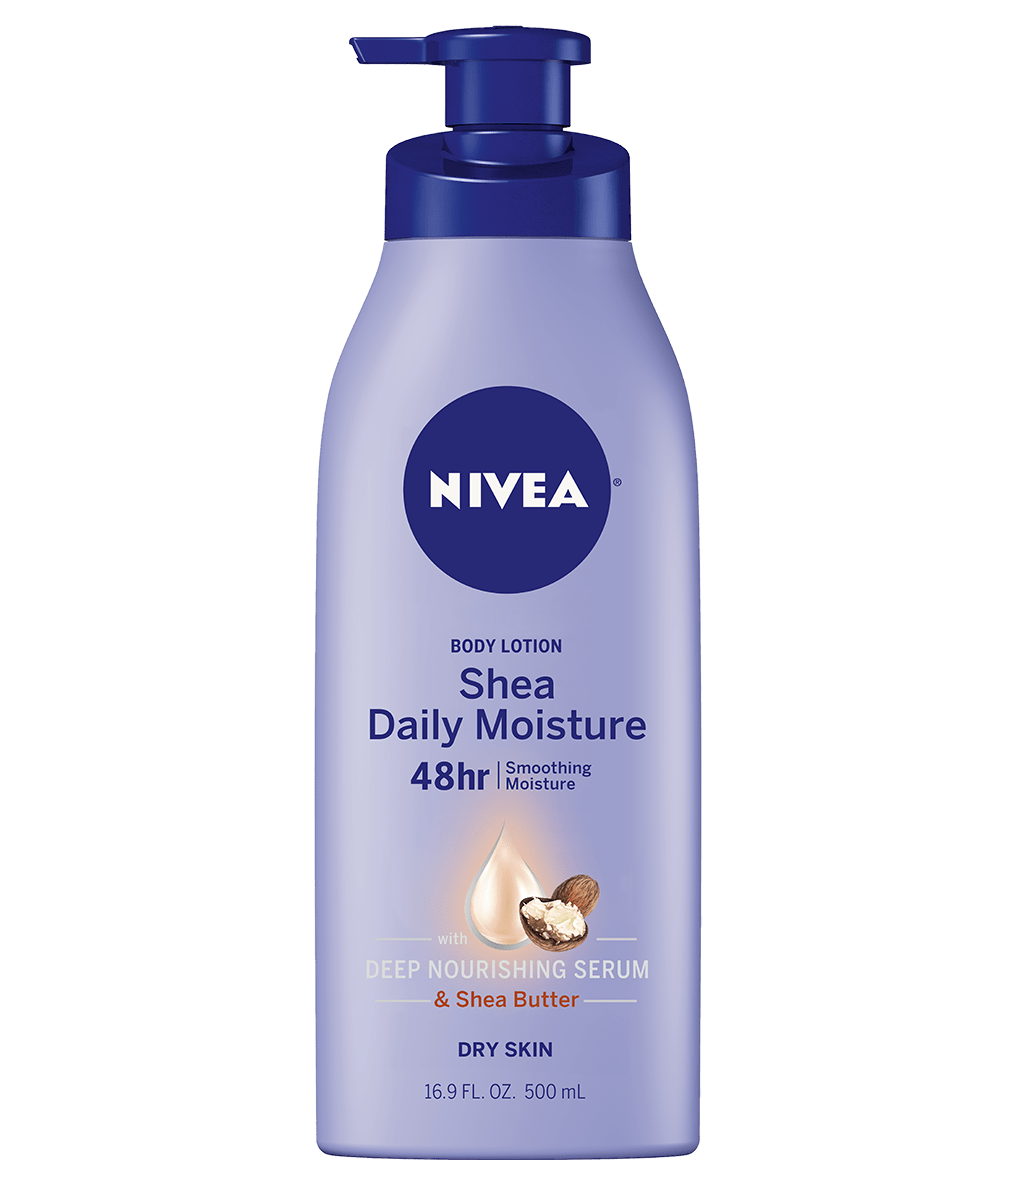 NIVEA®
BODY LOTION
Shea
Daily Moisture
48hr | Smoothing
Moisture
with
DEEP NOURISHING SERUM
& Shea Butter
DRY SKIN
16.9 FL. OZ. 500 mL